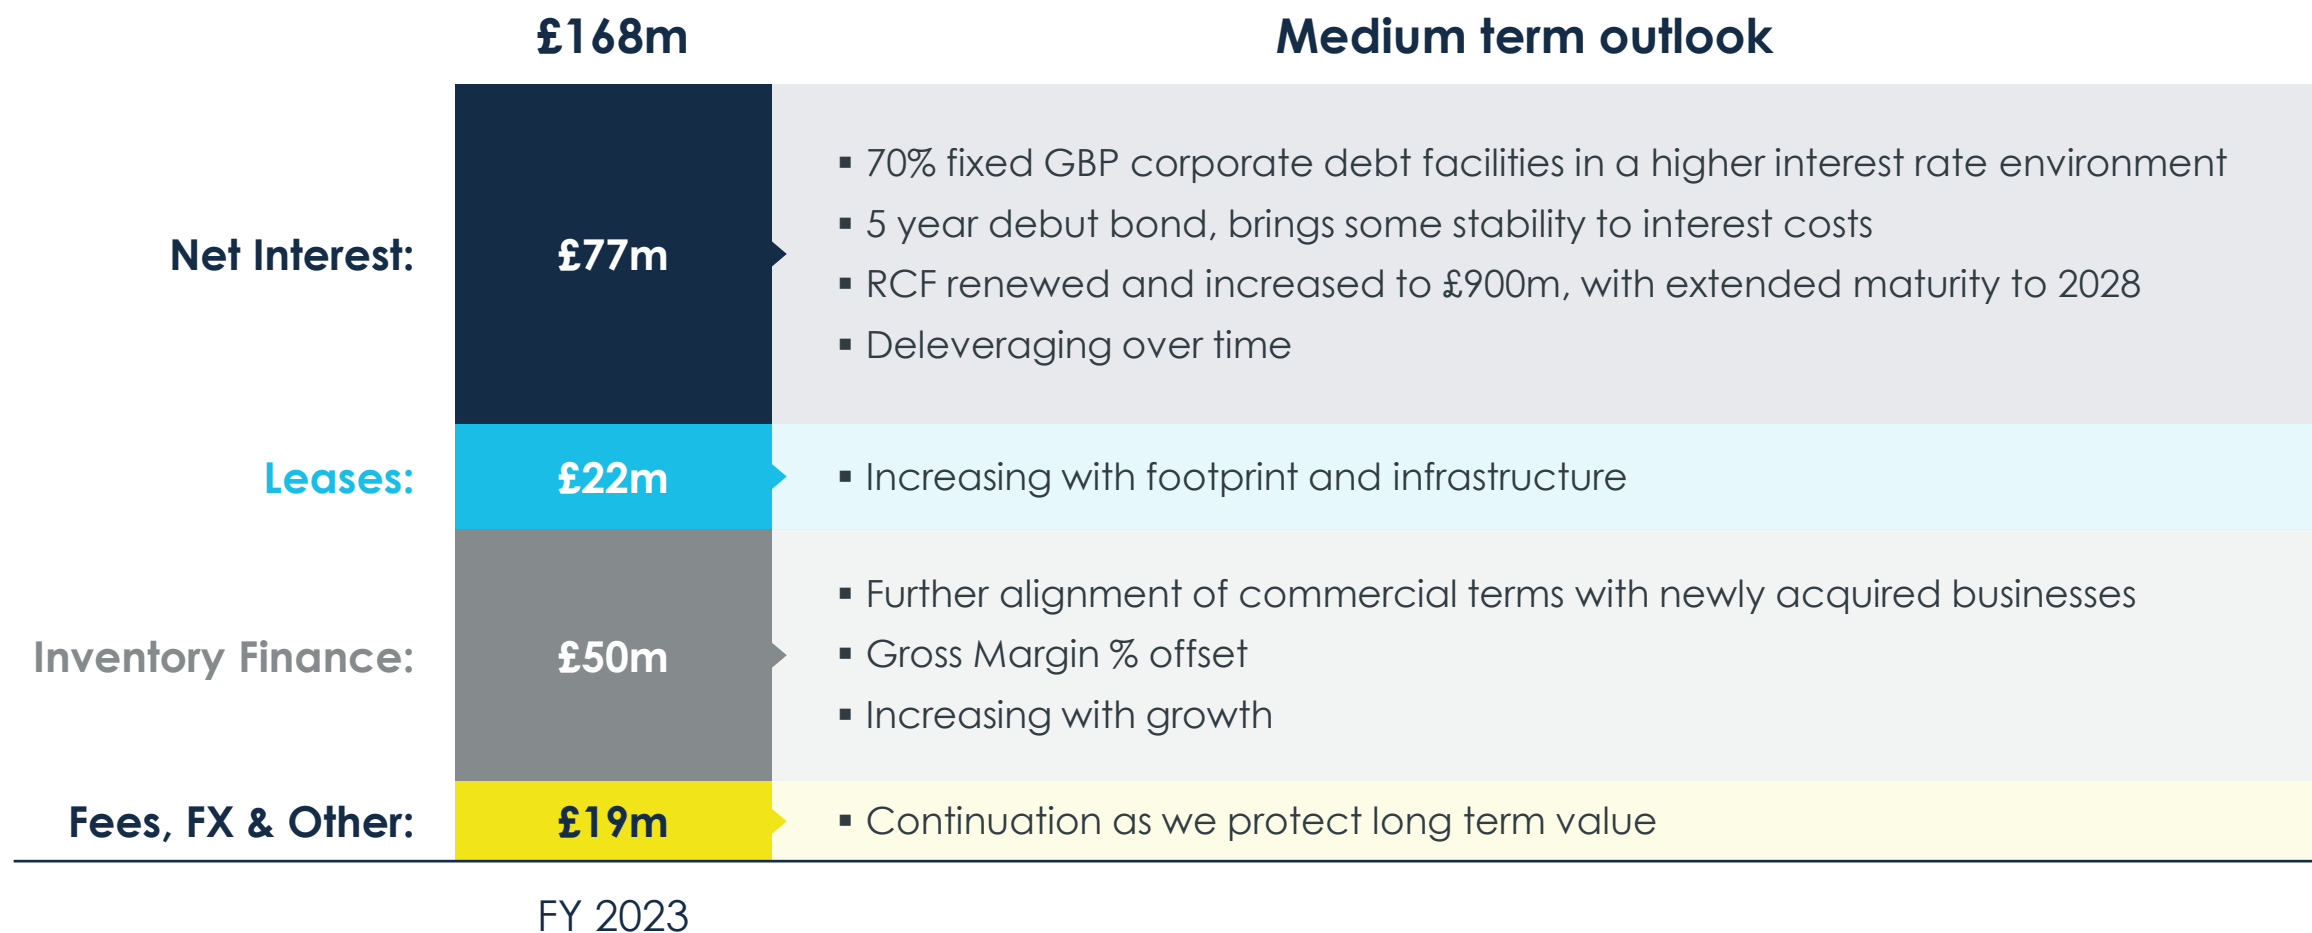 £168m
Medium term outlook
Net Interest:
£77m
▪ 70% fixed GBP corporate debt facilities in a higher interest rate environment
▪ 5 year debut bond, brings some stability to interest costs
▪ RCF renewed and increased to £900m, with extended maturity to 2028
▪ Deleveraging over time
Leases:
£22m
▪ Increasing with footprint and infrastructure
Inventory Finance:
£50m
▪ Further alignment of commercial terms with newly acquired businesses
▪ Gross Margin % offset
▪ Increasing with growth
Fees, FX & Other:
£19m
▪ Continuation as we protect long term value
FY 2023